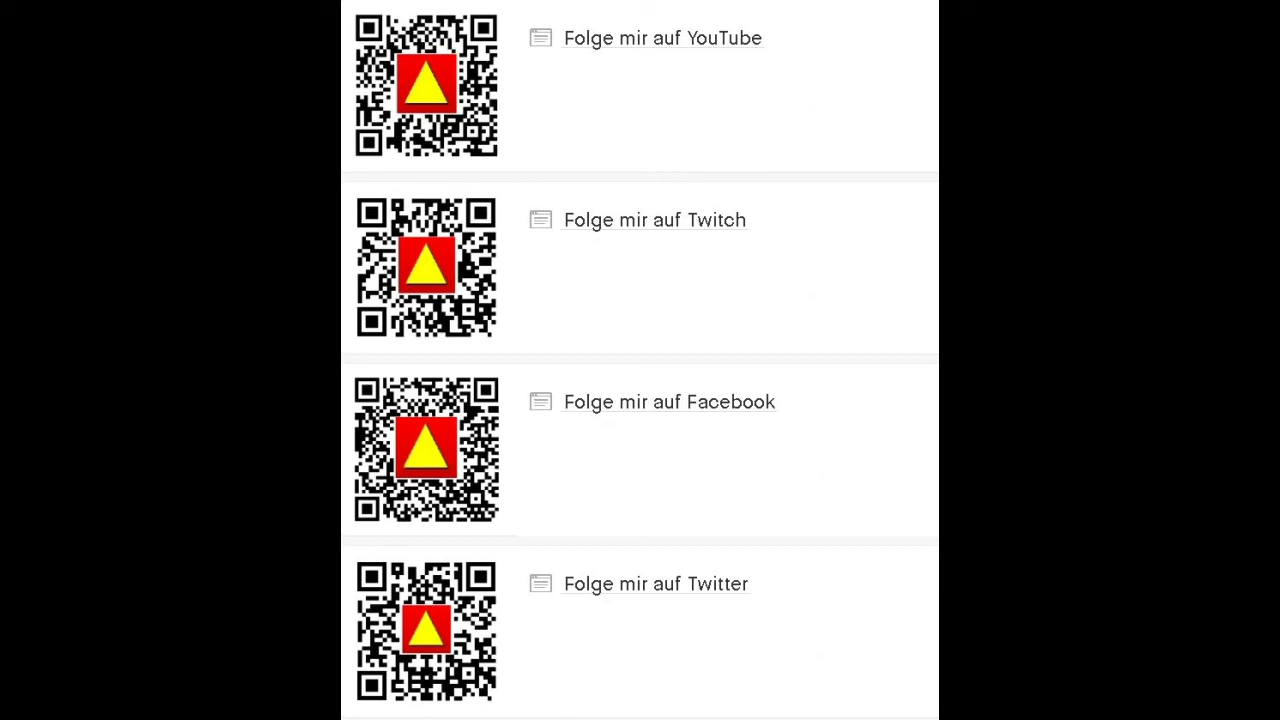 Folge mir auf YouTube
Folge mir auf Twitch
Folge mir auf Facebook
Folge mir auf Twitter